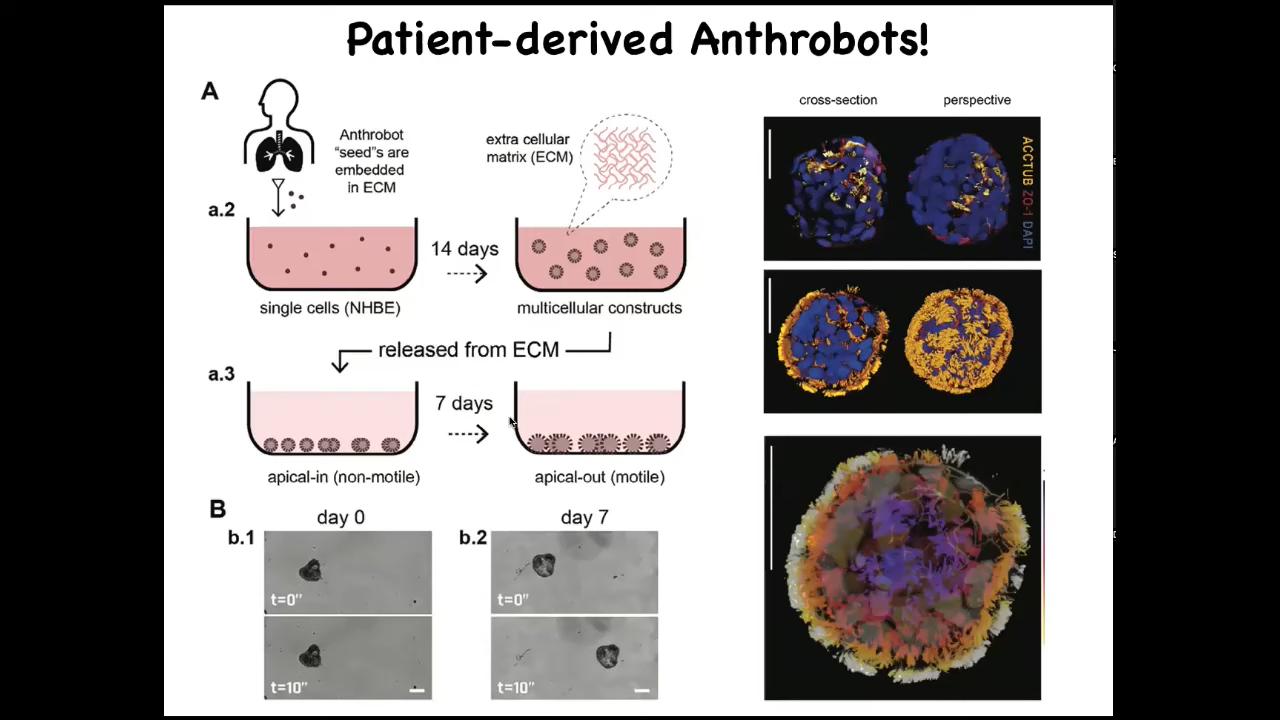 Patient-derived Anthrobots!
A
Anthrobot
"seed"s are
embedded
in ECM
extra cellular
matrix (ECM)
a.2
14 days
single cells (NHBE)
multicellular constructs
released from ECM
a.3
7 days
apical-in (non-motile)
apical-out (motile)
B
day 0
day 7
b.1
b.2
t=0"
t=0"
t=10"
t=10"
cross-section
perspective
ACCTUB ZO-1 DAPI